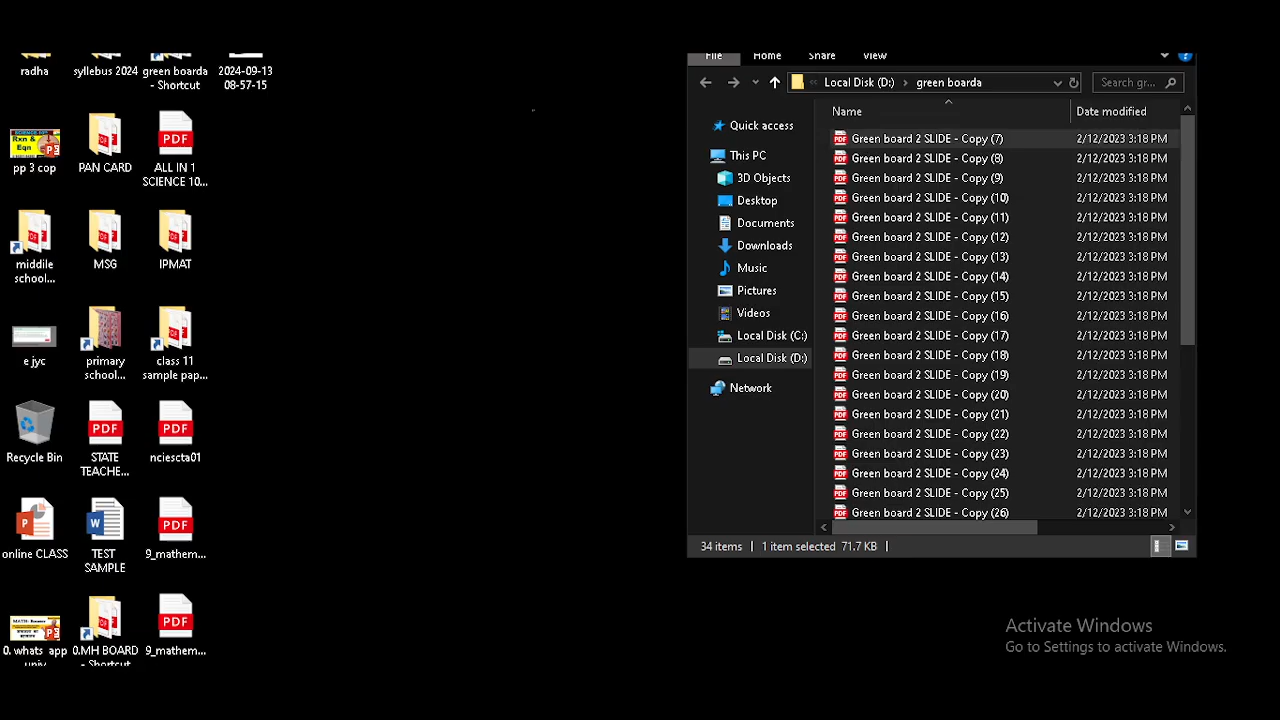 radha
syllebus 2024
green boarda
- Shortcut
2024-09-13
08-57-15
pp 3 cop
PAN CARD
ALL IN 1
SCIENCE 10...
middile
school...
MSG
IPMAT
e jyc
primary
school...
class 11
sample pap...
Recycle Bin
STATE
TEACHE...
nciescta01
online CLASS
TEST
SAMPLE
9_mathem...
0. whats app
univ
0.MH BOARD
- Shortcut
9_mathem...
File Home Share View
Local Disk (D:) green boarda
Search gr...
Quick access
This PC
3D Objects
Desktop
Documents
Downloads
Music
Pictures
Videos
Local Disk (C:)
Local Disk (D:)
Network
Name Date modified
Green board 2 SLIDE - Copy (7) 2/12/2023 3:18 PM
Green board 2 SLIDE - Copy (8) 2/12/2023 3:18 PM
Green board 2 SLIDE - Copy (9) 2/12/2023 3:18 PM
Green board 2 SLIDE - Copy (10) 2/12/2023 3:18 PM
Green board 2 SLIDE - Copy (11) 2/12/2023 3:18 PM
Green board 2 SLIDE - Copy (12) 2/12/2023 3:18 PM
Green board 2 SLIDE - Copy (13) 2/12/2023 3:18 PM
Green board 2 SLIDE - Copy (14) 2/12/2023 3:18 PM
Green board 2 SLIDE - Copy (15) 2/12/2023 3:18 PM
Green board 2 SLIDE - Copy (16) 2/12/2023 3:18 PM
Green board 2 SLIDE - Copy (17) 2/12/2023 3:18 PM
Green board 2 SLIDE - Copy (18) 2/12/2023 3:18 PM
Green board 2 SLIDE - Copy (19) 2/12/2023 3:18 PM
Green board 2 SLIDE - Copy (20) 2/12/2023 3:18 PM
Green board 2 SLIDE - Copy (21) 2/12/2023 3:18 PM
Green board 2 SLIDE - Copy (22) 2/12/2023 3:18 PM
Green board 2 SLIDE - Copy (23) 2/12/2023 3:18 PM
Green board 2 SLIDE - Copy (24) 2/12/2023 3:18 PM
Green board 2 SLIDE - Copy (25) 2/12/2023 3:18 PM
Green board 2 SLIDE - Copy (26) 2/12/2023 3:18 PM
34 items 1 item selected 71.7 KB
Activate Windows
Go to Settings to activate Windows.